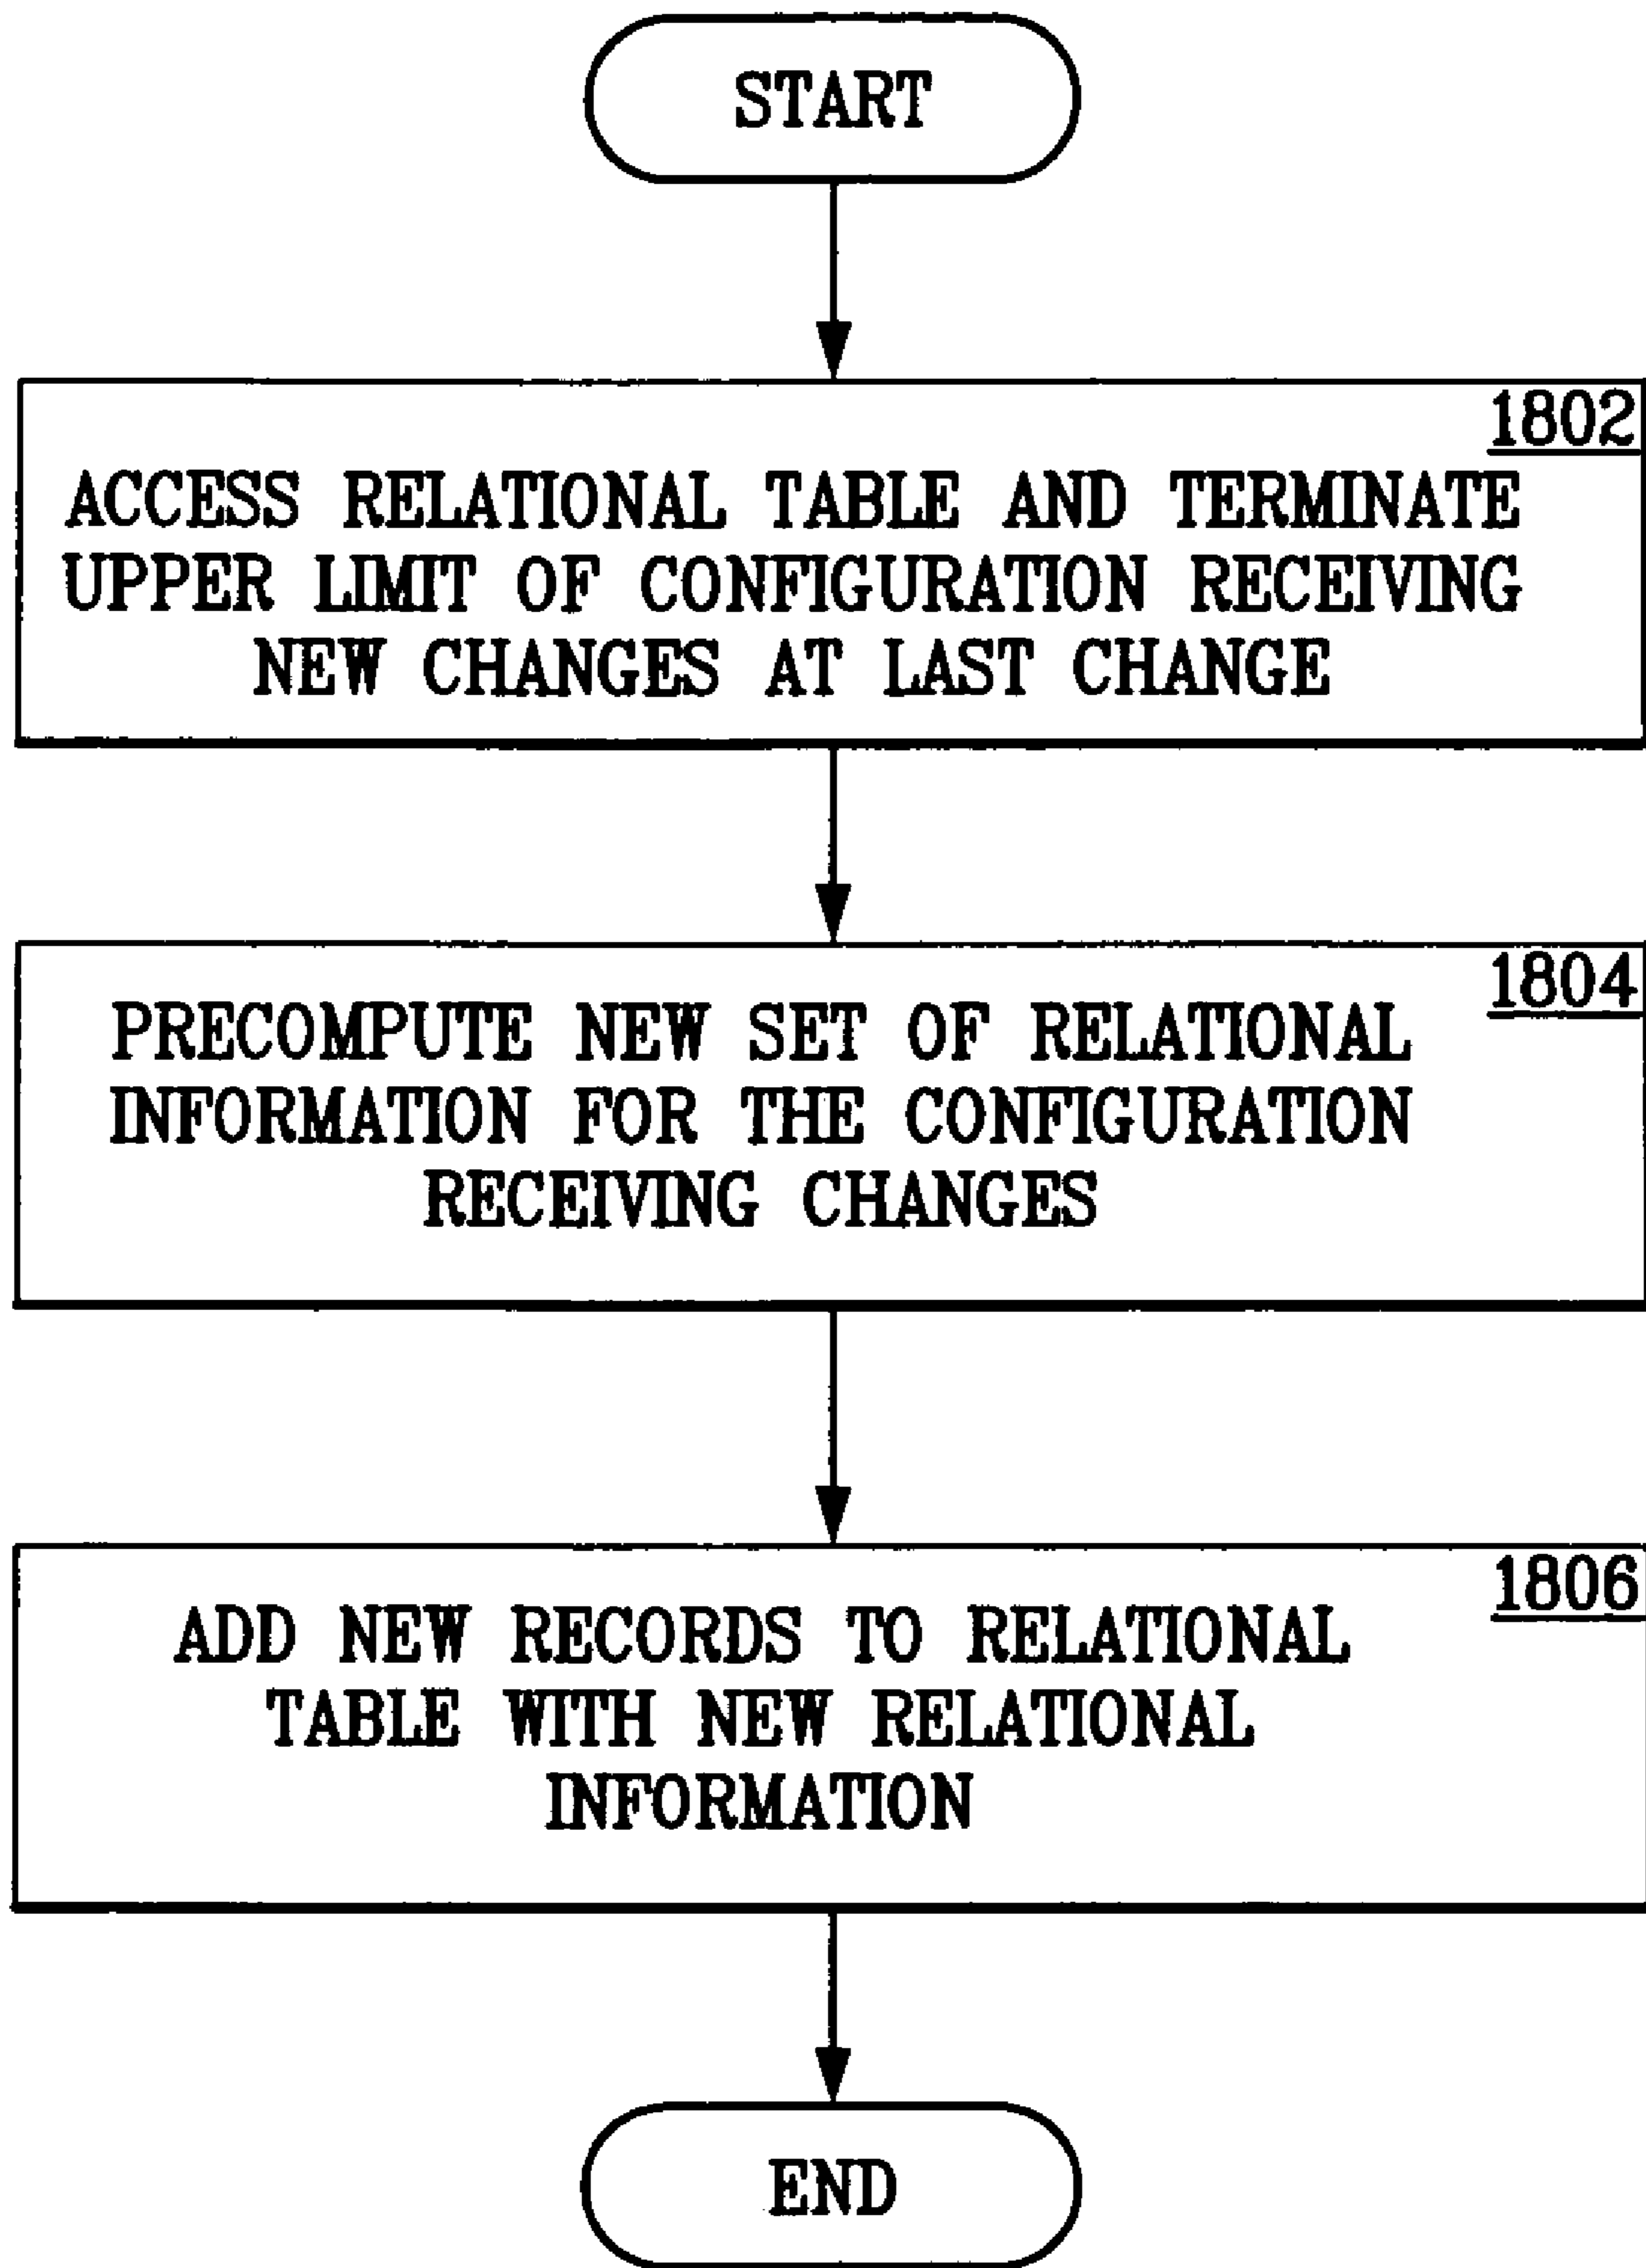 START
1802
ACCESS RELATIONAL TABLE AND TERMINATE
UPPER LIMIT OF CONFIGURATION RECEIVING
NEW CHANGES AT LAST CHANGE
1804
PRECOMPUTE NEW SET OF RELATIONAL
INFORMATION FOR THE CONFIGURATION
RECEIVING CHANGES
1806
ADD NEW RECORDS TO RELATIONAL
TABLE WITH NEW RELATIONAL
INFORMATION
END